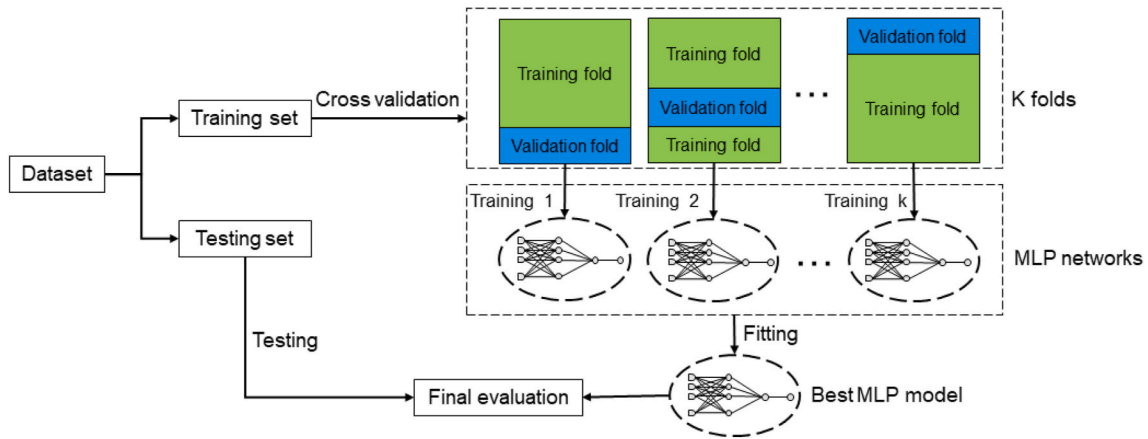 Dataset
Training set
Testing set
Cross validation
Training fold
Validation fold
Training fold
Validation fold
Training fold
...
Validation fold
Training fold
K folds
Training 1
Training 2
Training k
...
MLP networks
Fitting
Testing
Final evaluation
Best MLP model